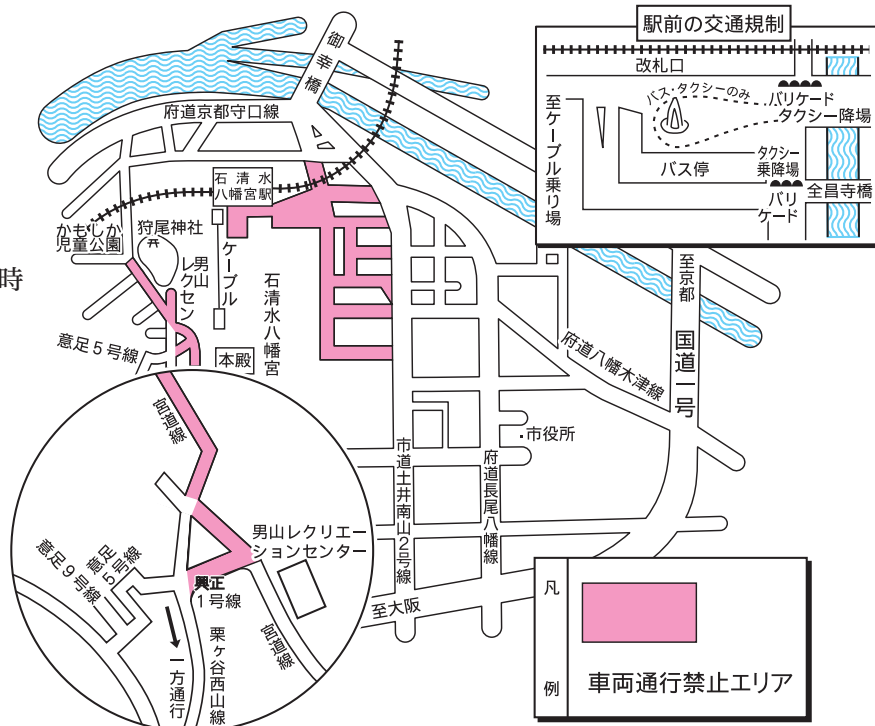 駅前の交通規制
改札口
バス・タクシーのみ
バリケード
タクシー降場
至ケーブル乗り場
バス停
タクシー
乗降場
全昌寺橋
バリ
ケード
御幸橋
府道京都守口線
石清水
八幡宮駅
かもしか
児童公園
狩尾神社
男山
レクセン
ケーブル
石清水八幡宮
時
意足5号線
本殿
至京都
国道一号
府道八幡木津線
市役所
市道土井南山2号線
府道長尾八幡線
至大阪
宮道線
男山レクリエー
ションセンター
意足
5号線
意足9号線
興正
1号線
宮道線
栗ヶ谷西山線
一方通行
凡例
車両通行禁止エリア